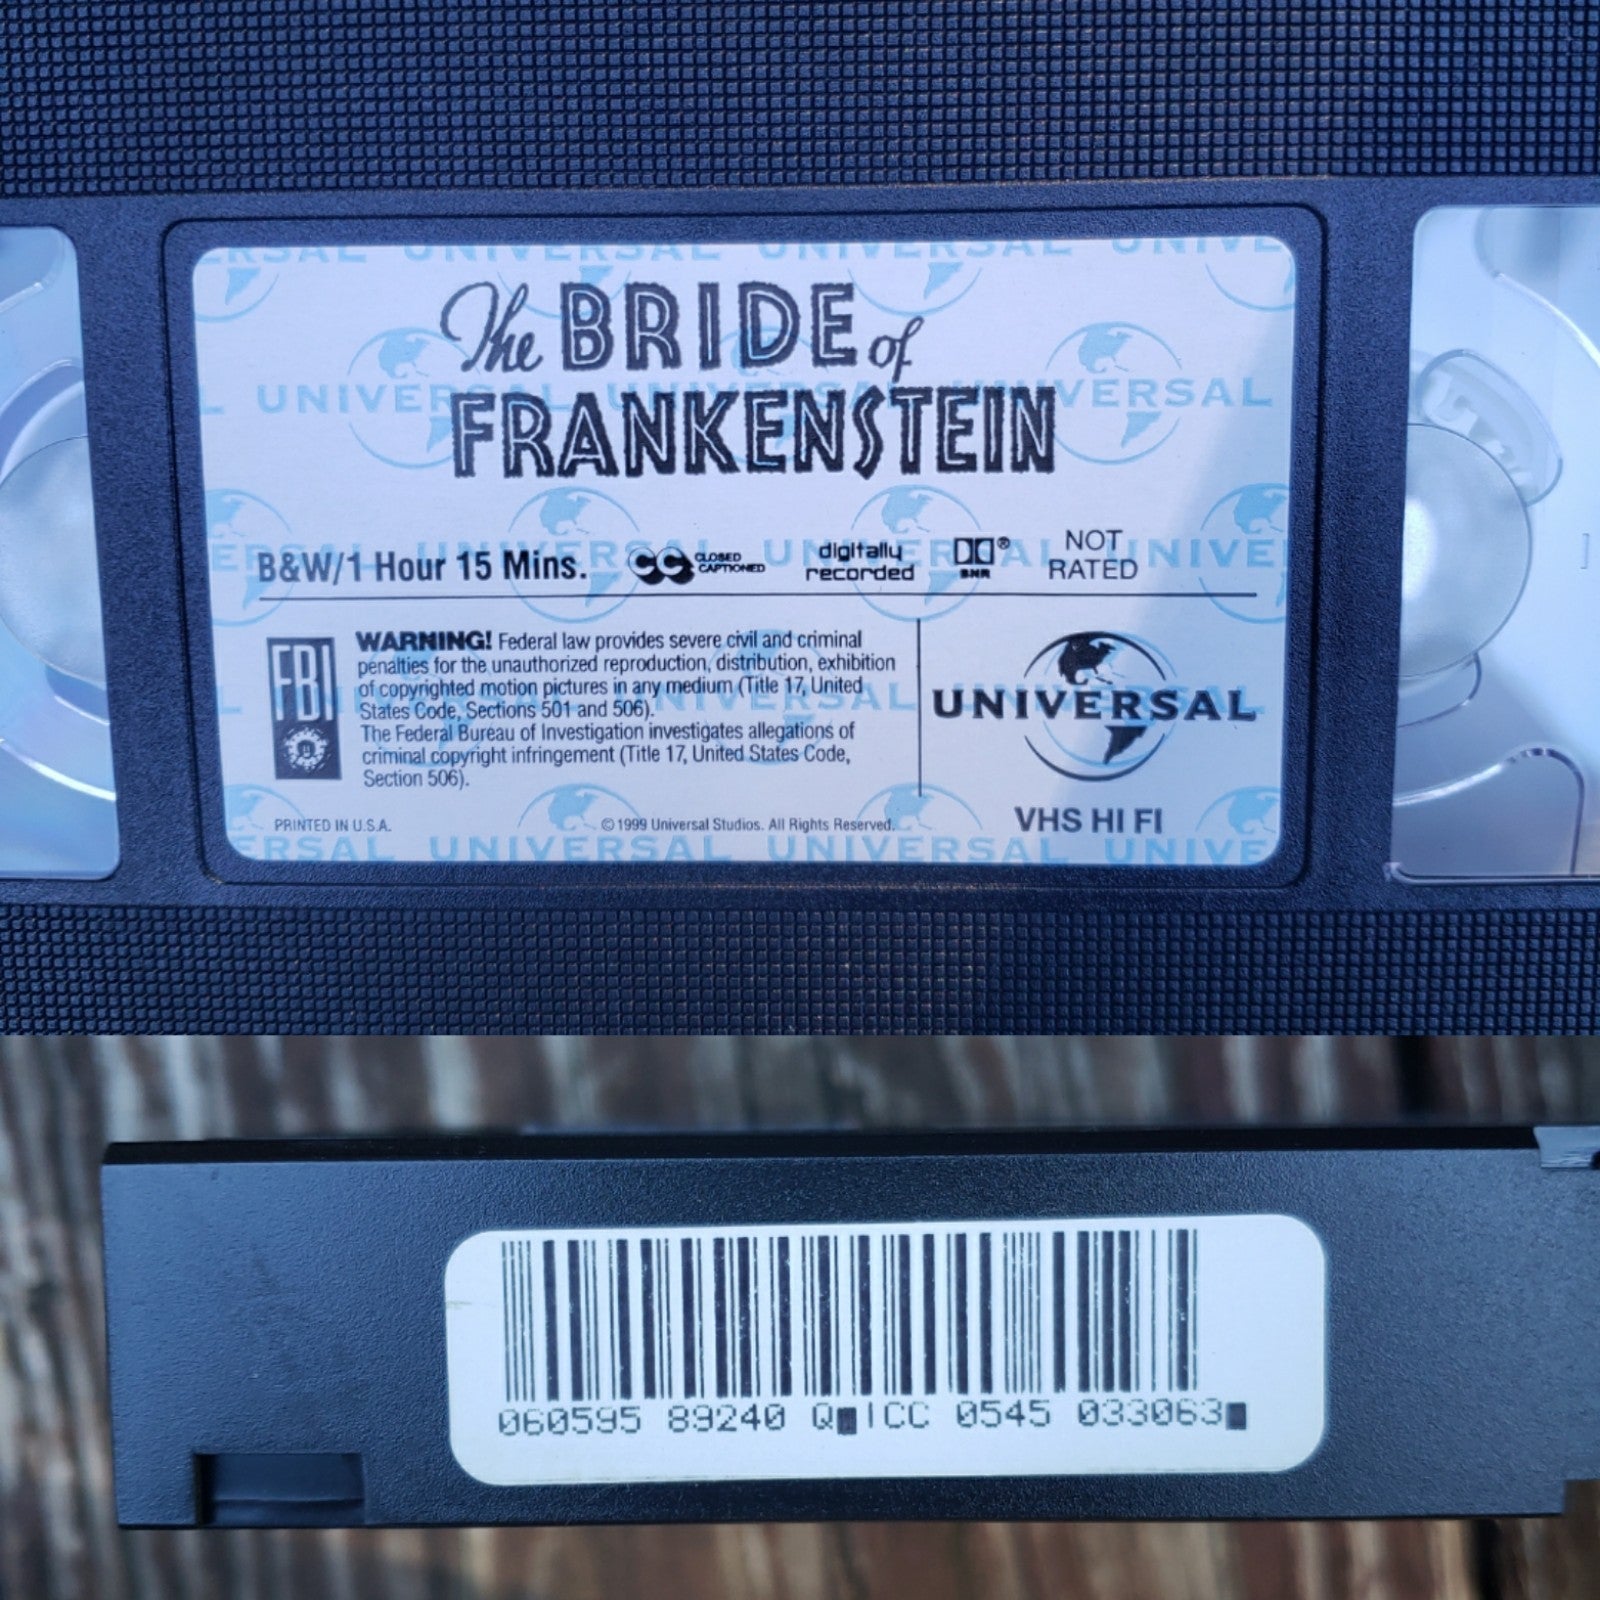 The BRIDE of
FRANKENSTEIN
B&W/1 Hour 15 Mins. CC CLOSED CAPTIONED digitally recorded SNR NOT RATED
FBI
WARNING! Federal law provides severe civil and criminal
penalties for the unauthorized reproduction, distribution, exhibition
of copyrighted motion pictures in any medium (Title 17, United
States Code, Sections 501 and 506).
The Federal Bureau of Investigation investigates allegations of
criminal copyright infringement (Title 17, United States Code,
Section 506).
UNIVERSAL
VHS HI FI
PRINTED IN U.S.A. ©1999 Universal Studios. All Rights Reserved.
060595 89240 Q ICC 0545 033063